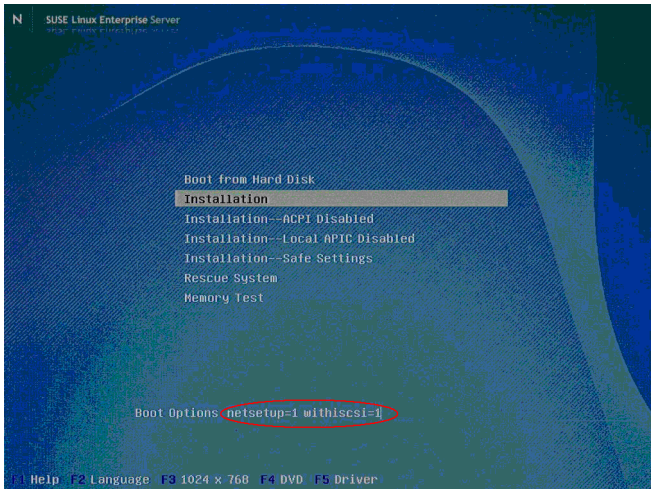 N SUSE Linux Enterprise Server
Boot from Hard Disk
Installation
Installation--ACPI Disabled
Installation--Local APIC Disabled
Installation--Safe Settings
Rescue System
Memory Test
Boot Options netsetup=1 withiscsi=1
F1 Help F2 Language F3 1024 x 768 F4 DVD F5 Driver